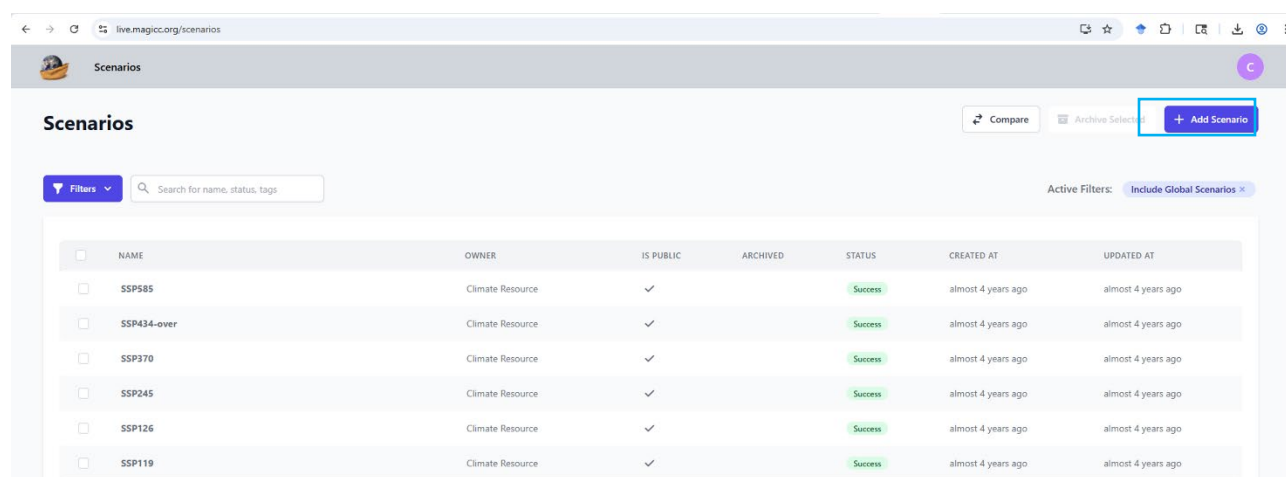 live.magicc.org/scenarios
Scenarios
C
Scenarios
Compare
Archive Selected
+ Add Scenario
Filters
Search for name, status, tags
Active Filters: Include Global Scenarios ×
NAME OWNER IS PUBLIC ARCHIVED STATUS CREATED AT UPDATED AT
SSP585 Climate Resource ✓ Success almost 4 years ago almost 4 years ago
SSP434-over Climate Resource ✓ Success almost 4 years ago almost 4 years ago
SSP370 Climate Resource ✓ Success almost 4 years ago almost 4 years ago
SSP245 Climate Resource ✓ Success almost 4 years ago almost 4 years ago
SSP126 Climate Resource ✓ Success almost 4 years ago almost 4 years ago
SSP119 Climate Resource ✓ Success almost 4 years ago almost 4 years ago